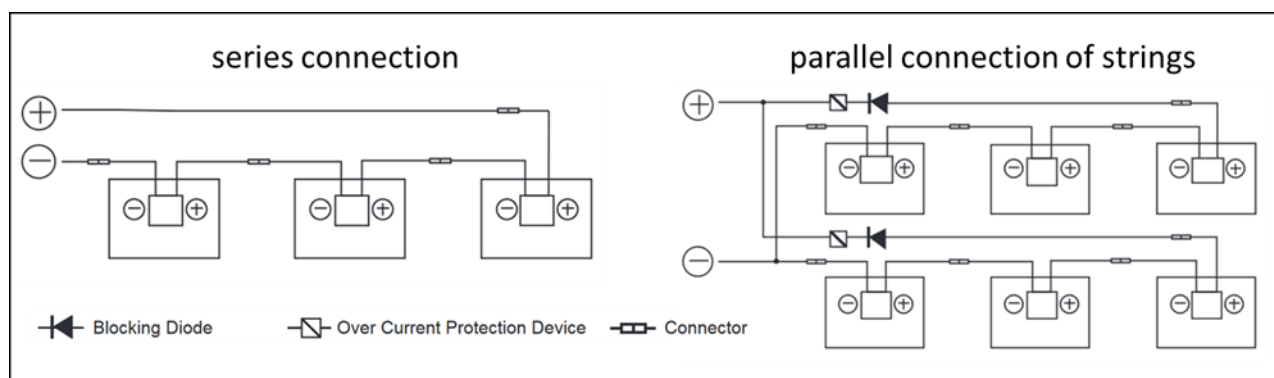 series connection
parallel connection of strings
+
−
− +
− +
− +
+
− +
− +
− +
−
− +
− +
− +
Blocking Diode
Over Current Protection Device
Connector